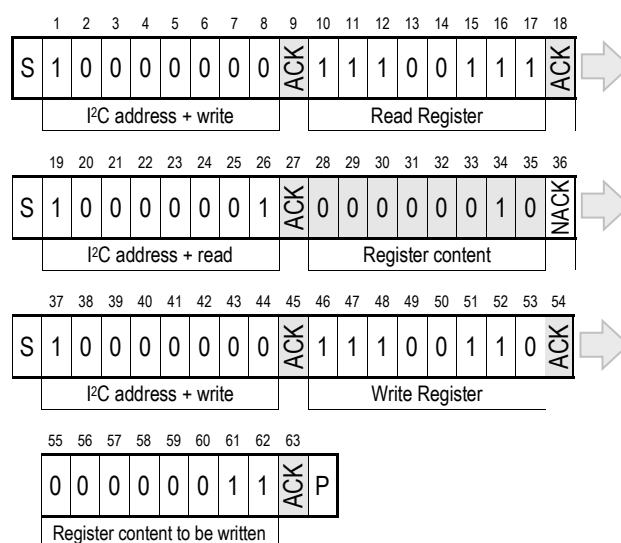 1 2 3 4 5 6 7 8 9 10 11 12 13 14 15 16 17 18
S 1 0 0 0 0 0 0 0 ACK 1 1 1 0 0 1 1 1 ACK
I²C address + write Read Register
19 20 21 22 23 24 25 26 27 28 29 30 31 32 33 34 35 36
S 1 0 0 0 0 0 0 1 ACK 0 0 0 0 0 0 1 0 NACK
I²C address + read Register content
37 38 39 40 41 42 43 44 45 46 47 48 49 50 51 52 53 54
S 1 0 0 0 0 0 0 0 ACK 1 1 1 0 0 1 1 0 ACK
I²C address + write Write Register
55 56 57 58 59 60 61 62 63
0 0 0 0 0 0 1 1 ACK P
Register content to be written